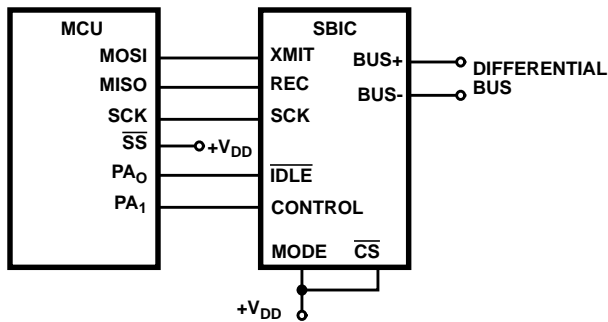 MCU
SBIC
MOSI
XMIT
BUS+
DIFFERENTIAL
BUS
MISO
REC
BUS-
SCK
SCK
SS
+VDD
PAO
IDLE
PA1
CONTROL
MODE
CS
+VDD